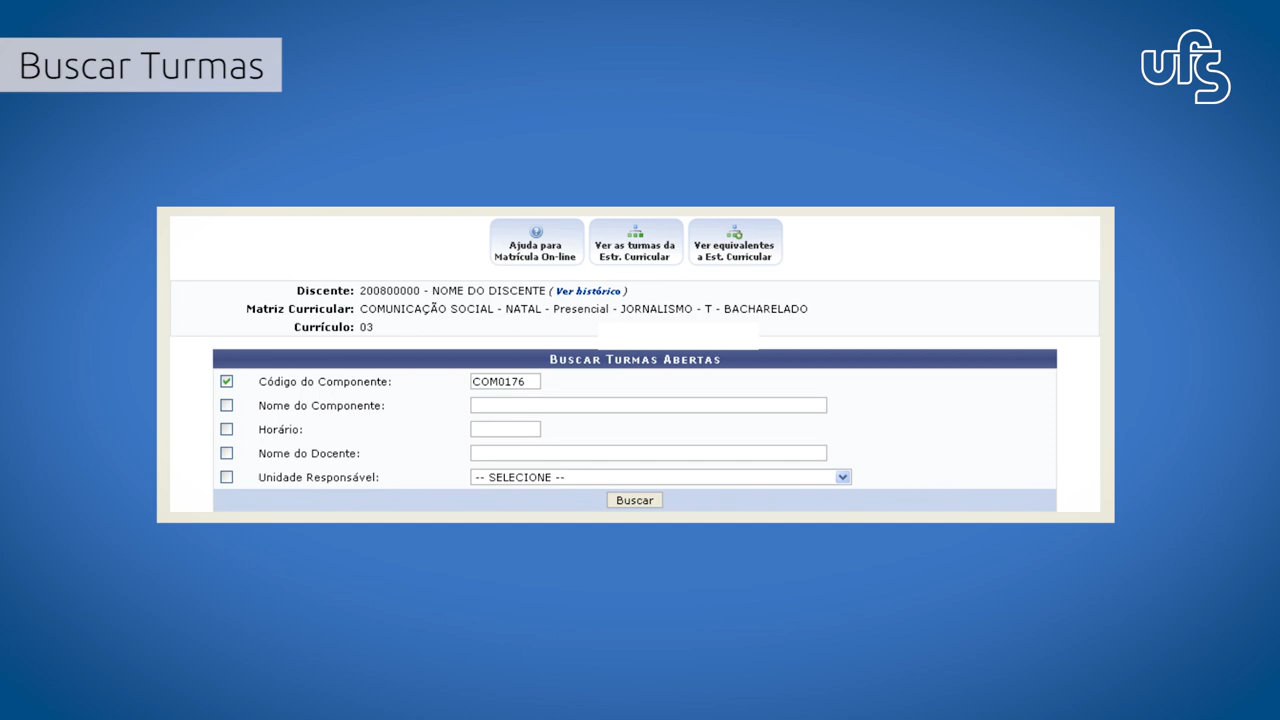 Buscar Turmas
ufs
Ajuda para Matrícula On-line
Ver as turmas da Estr. Curricular
Ver equivalentes a Est. Curricular
Discente: 200800000 - NOME DO DISCENTE ( Ver histórico )
Matriz Curricular: COMUNICAÇÃO SOCIAL - NATAL - Presencial - JORNALISMO - T - BACHARELADO
Currículo: 03
BUSCAR TURMAS ABERTAS
Código do Componente: COM0176
Nome do Componente:
Horário:
Nome do Docente:
Unidade Responsável: -- SELECIONE --
Buscar